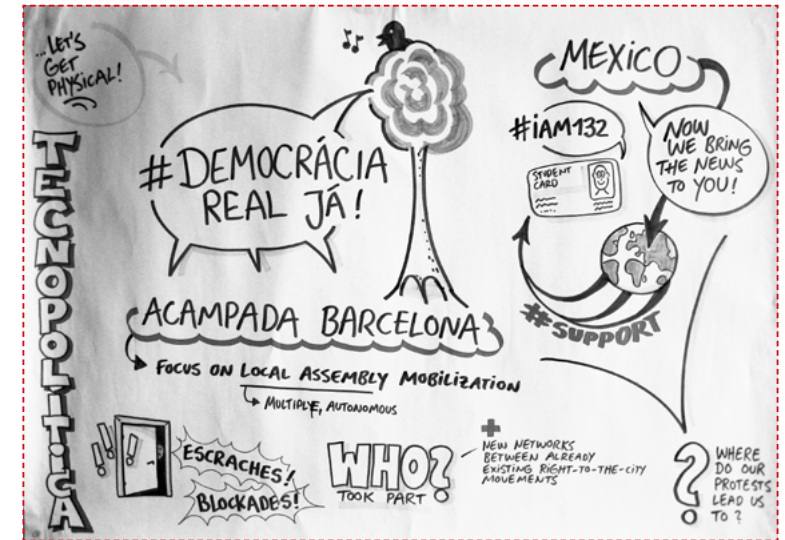 ...LET'S
GET
PHYSICAL!
TECNOPOLITICA
#DEMOCRÁCIA
REAL JÁ!
ACAMPADA BARCELONA
FOCUS ON LOCAL ASSEMBLY MOBILIZATION
MULTIPLE, AUTONOMOUS
!! !
ESCRACHES!
BLOCKADES!
WHO?
TOOK PART
+
NEW NETWORKS
BETWEEN ALREADY
EXISTING RIGHT-TO-THE-CITY
MOVEMENTS
MEXICO
#IAM132
STUDENT
CARD
NOW
WE BRING
THE NEWS
TO YOU!
#SUPPORT
?
WHERE
DO OUR
PROTESTS
LEAD US
TO?